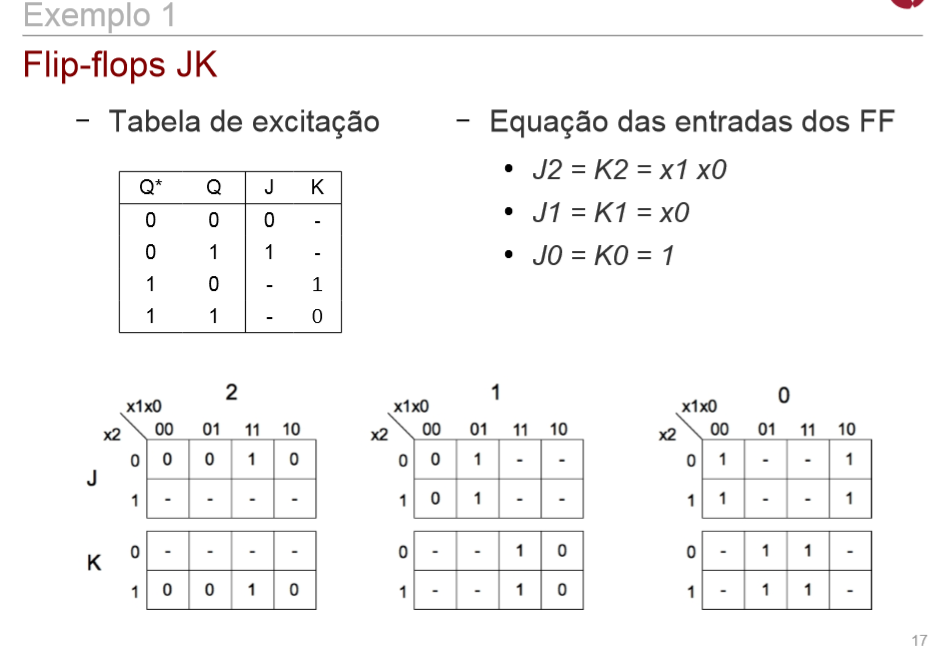 Exemplo 1
Flip-flops JK
– Tabela de excitação
Q* Q J K
0 0 0 -
0 1 1 -
1 0 - 1
1 1 - 0
– Equação das entradas dos FF
• J2 = K2 = x1 x0
• J1 = K1 = x0
• J0 = K0 = 1
2
x1x0
x2 00 01 11 10
J
0 0 0 1 0
1 - - - -
K
0 - - - -
1 0 0 1 0
1
x1x0
x2 00 01 11 10
0 0 1 - -
1 0 1 - -
0 - - 1 0
1 - - 1 0
0
x1x0
x2 00 01 11 10
0 1 - - 1
1 1 - - 1
0 - 1 1 -
1 - 1 1 -
17